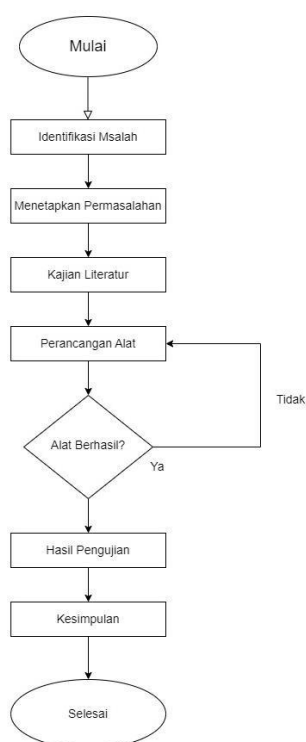 Mulai
Identifikasi Msalah
Menetapkan Permasalahan
Kajian Literatur
Perancangan Alat
Tidak
Alat Berhasil?
Ya
Hasil Pengujian
Kesimpulan
Selesai